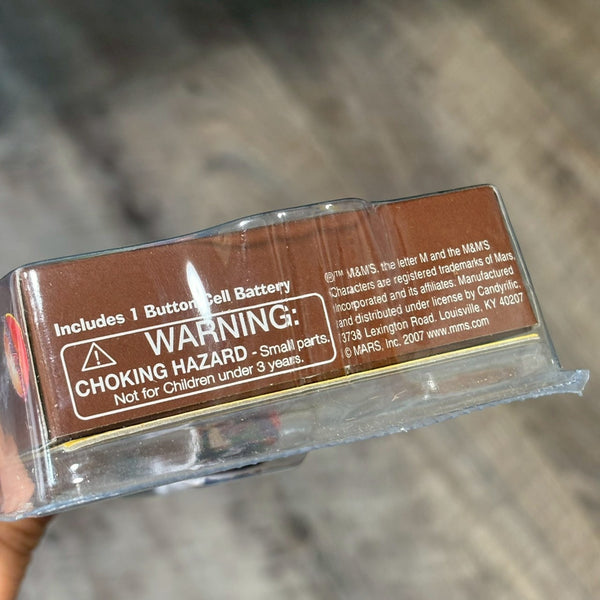 Includes 1 Button Cell Battery
WARNING:
CHOKING HAZARD - Small parts.
Not for Children under 3 years.
®™ M&M'S, the letter M and the M&M'S
Characters are registered trademarks of Mars,
Incorporated and its affiliates. Manufactured
and distributed under license by Candyrific.
3738 Lexington Road, Louisville, KY 40207
© MARS, Inc. 2007 www.mms.com